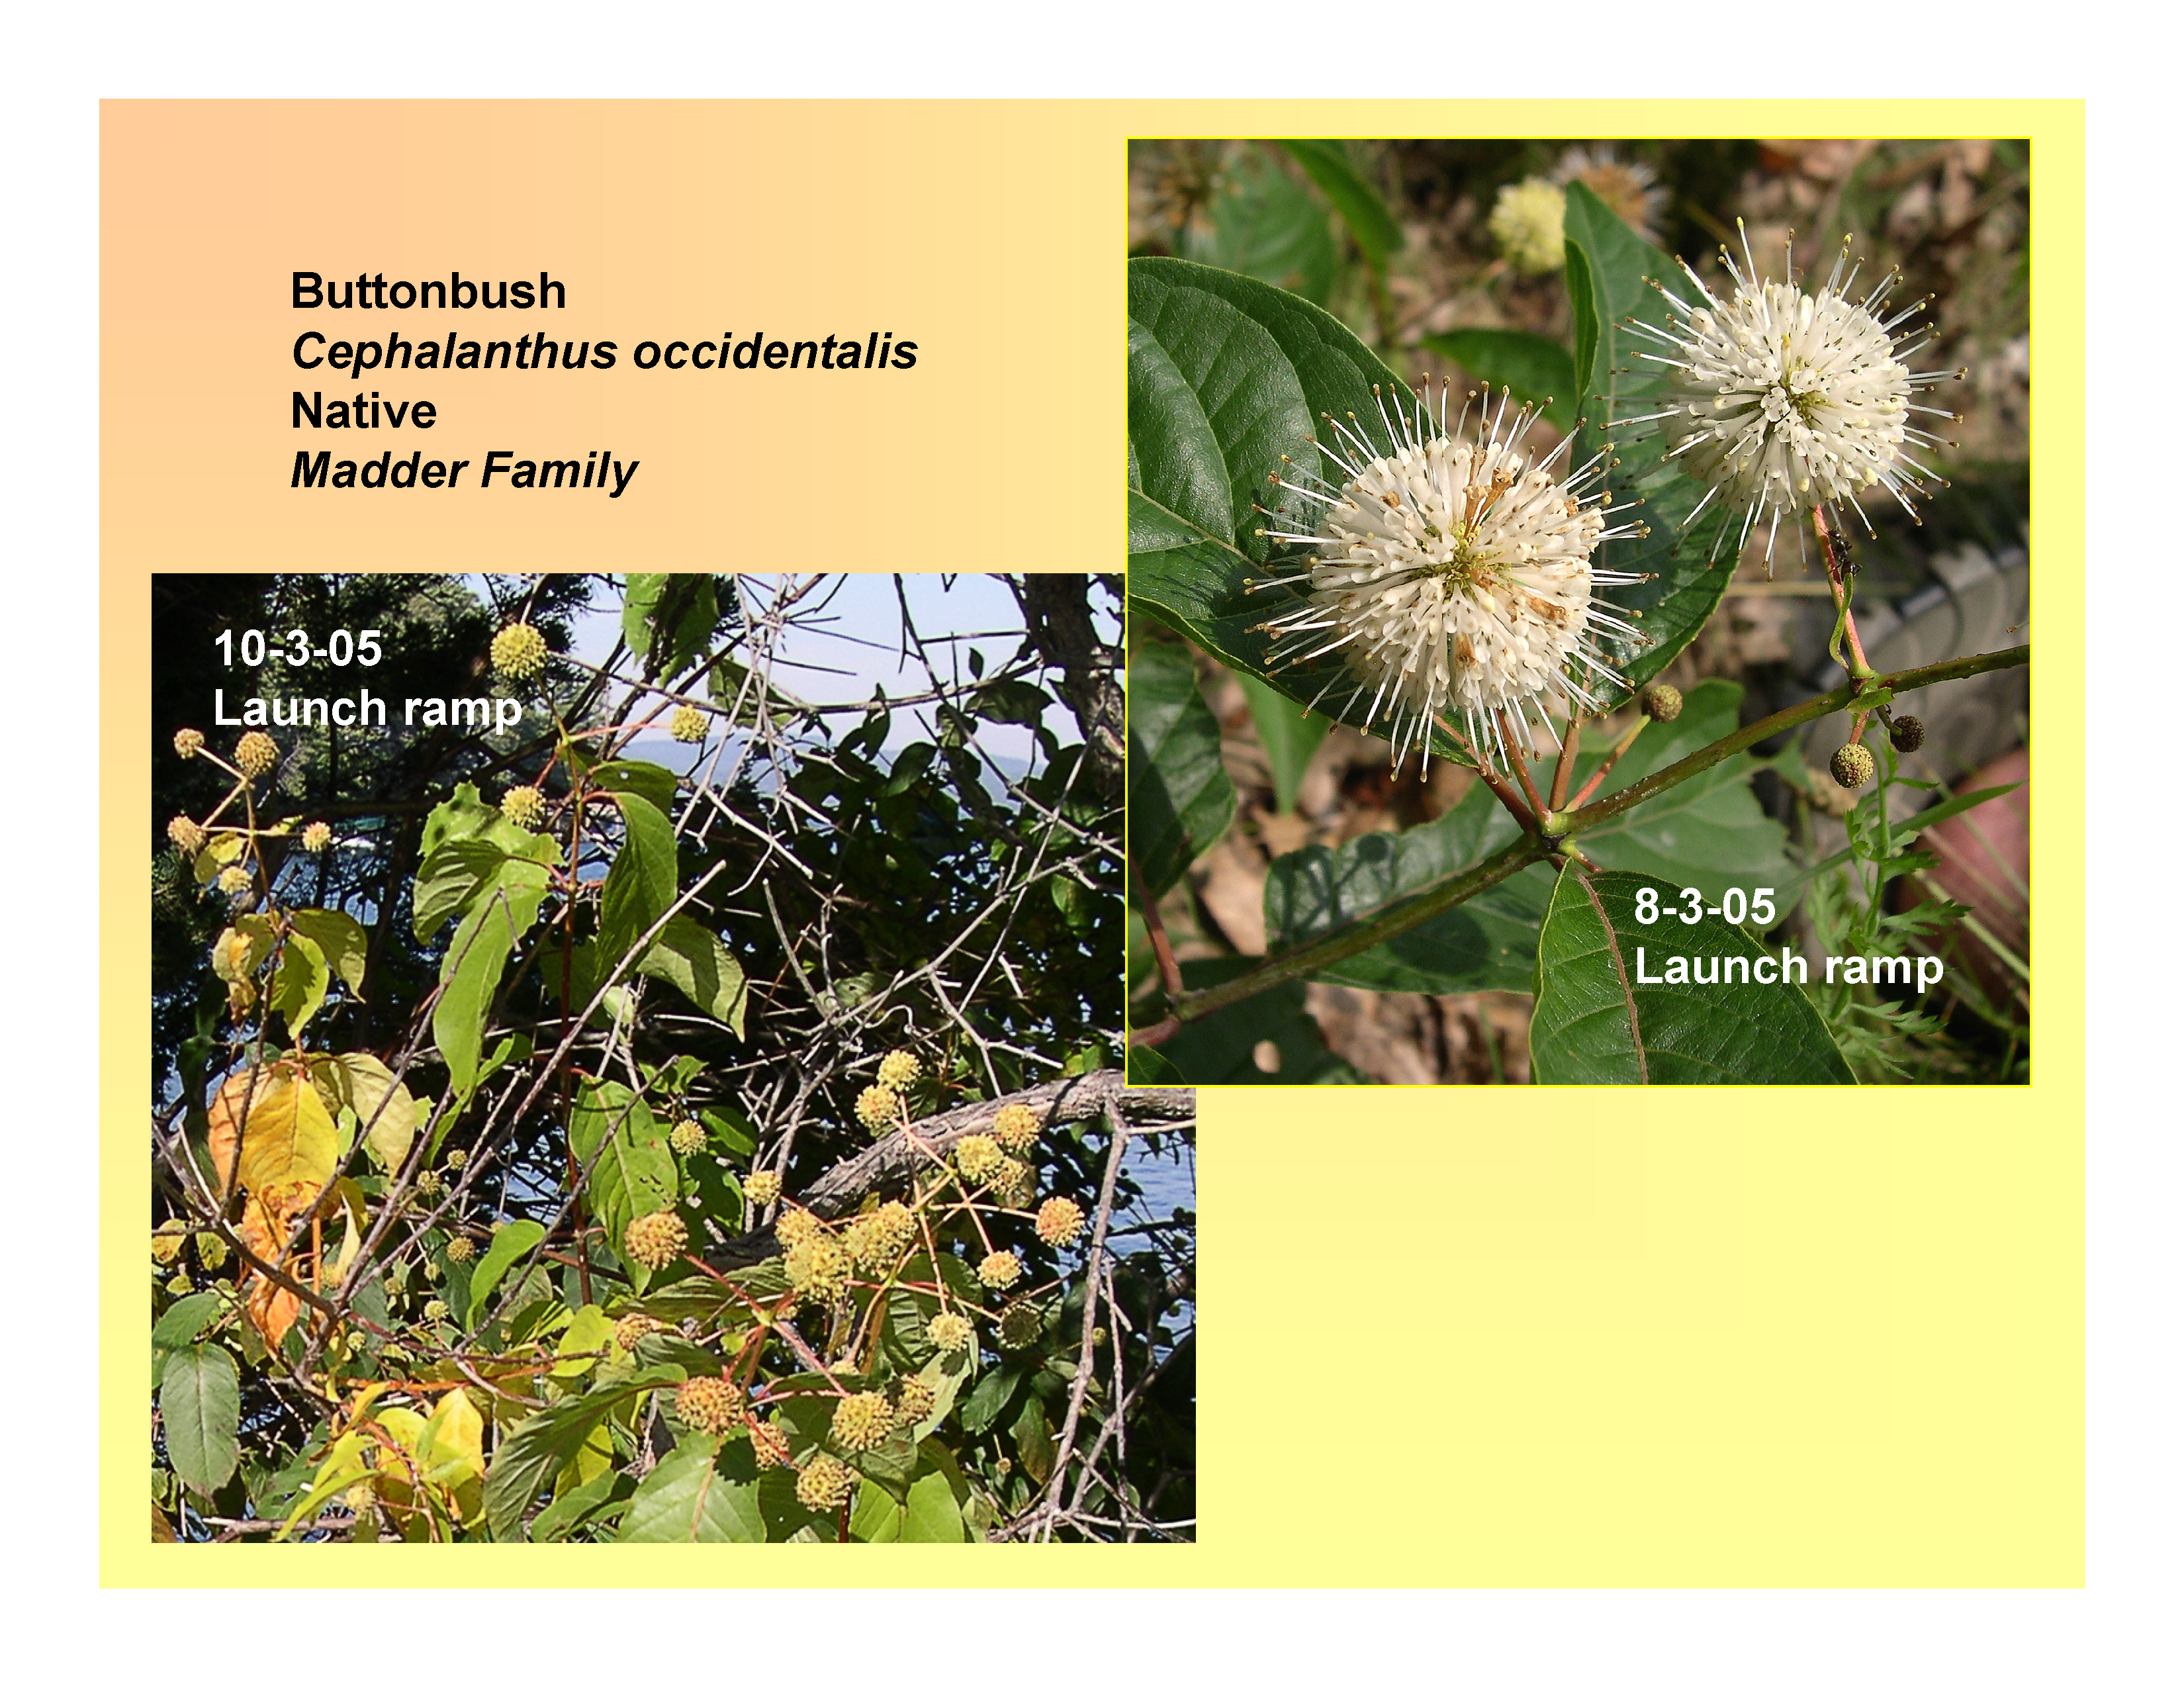 Buttonbush
Cephalanthus occidentalis
Native
Madder Family
10-3-05
Launch ramp
8-3-05
Launch ramp